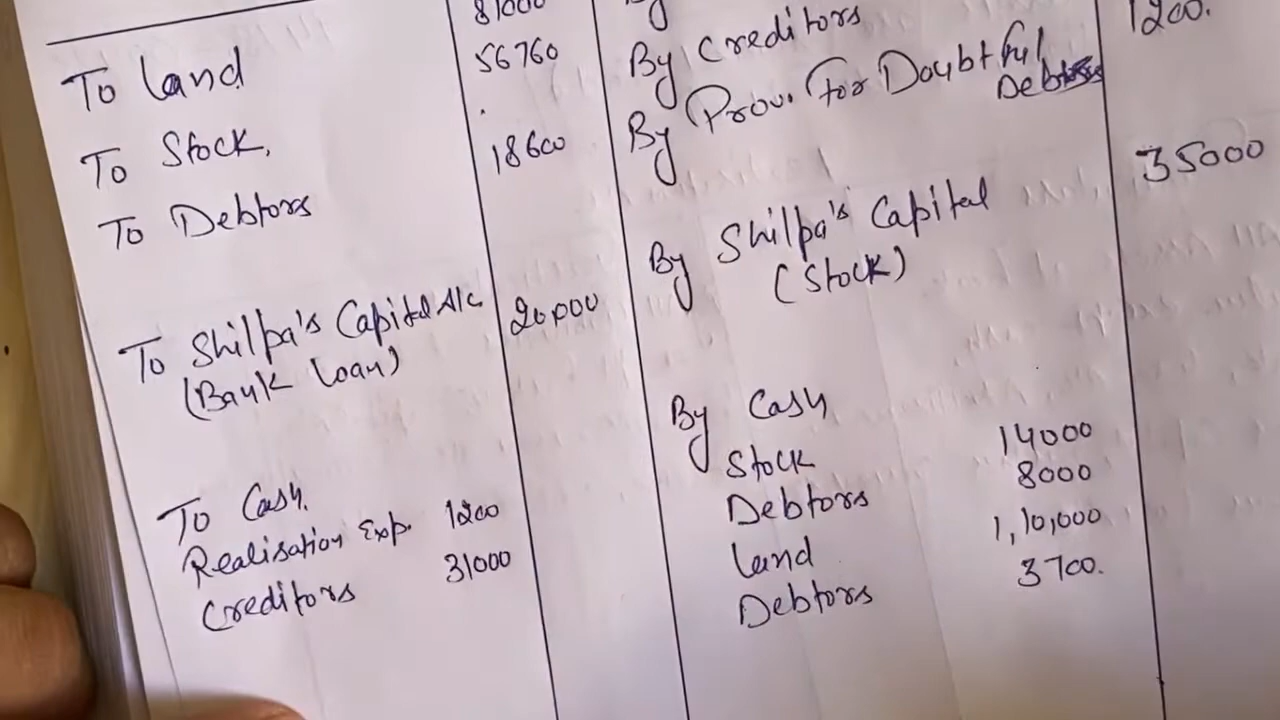 81000
To Land 56760 By Creditors 1200.
To Stock, 18600 By Prov. for Doubtful
Debts
To Debtors By Shilpa's Capital 35000
(Stock)
To Shilpa's Capital A/c 20,000
(Bank Loan)
By Cash
Stock 14000
To Cash. Debtors 8000
Realisation Exp. 1200 Land 1,10,000
Creditors 31000 Debtors 3700.